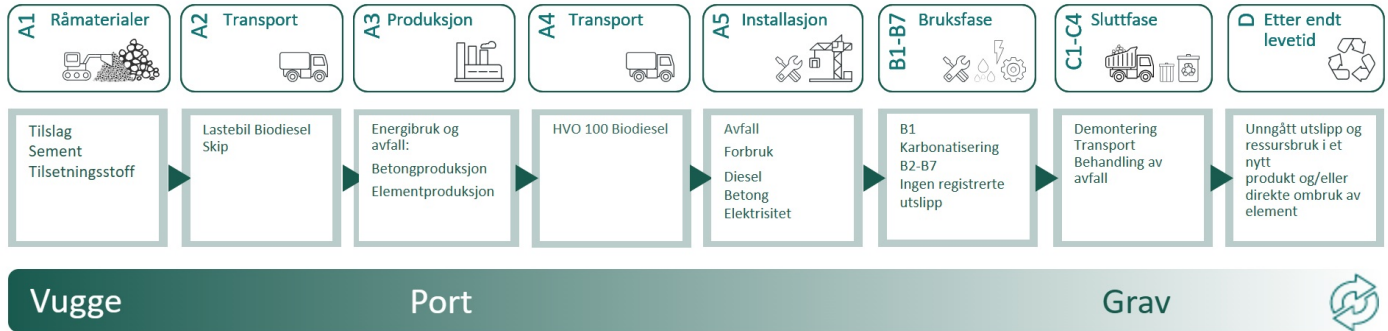 A1 Råmaterialer
A2 Transport
A3 Produksjon
A4 Transport
A5 Installasjon
B1-B7 Bruksfase
C1-C4 Sluttfase
D Etter endt
levetid
Tilslag
Sement
Tilsetningsstoff
Lastebil Biodiesel
Skip
Energibruk og
avfall:
Betongproduksjon
Elementproduksjon
HVO 100 Biodiesel
Avfall
Forbruk
Diesel
Betong
Elektrisitet
B1
Karbonatisering
B2-B7
Ingen registrerte
utslipp
Demontering
Transport
Behandling av
avfall
Unngått utslipp og
ressursbruk i et
nytt
produkt og/eller
direkte ombruk av
element
Vugge
Port
Grav